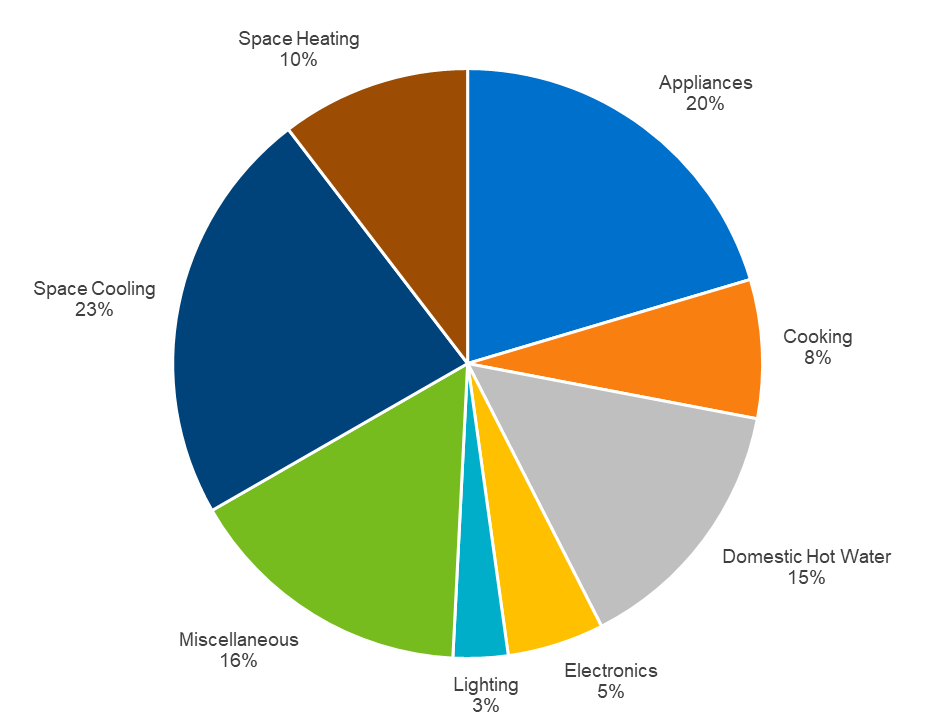 Space Heating
10%
Appliances
20%
Space Cooling
23%
Cooking
8%
Domestic Hot Water
15%
Miscellaneous
16%
Electronics
5%
Lighting
3%